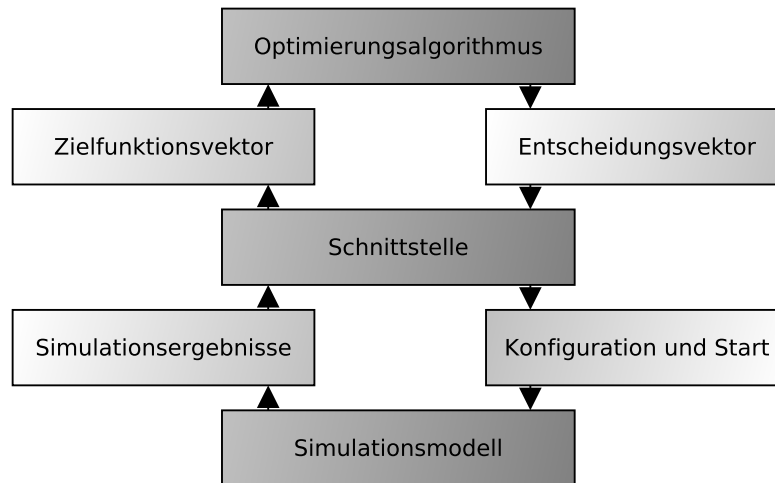 Optimierungsalgorithmus
Zielfunktionsvektor
Entscheidungsvektor
Schnittstelle
Simulationsergebnisse
Konfiguration und Start
Simulationsmodell